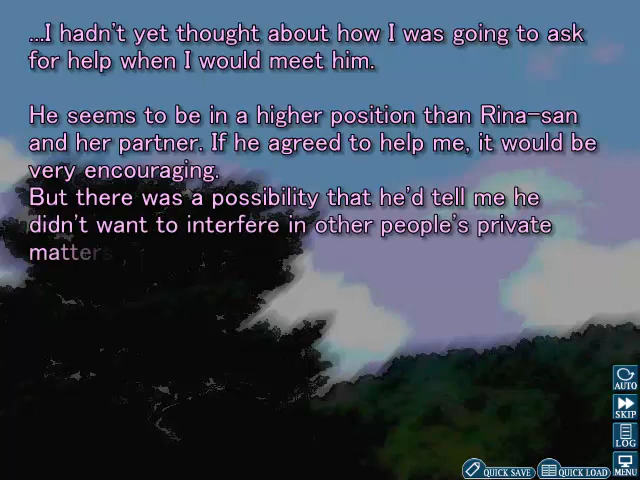 ...I hadn't yet thought about how I was going to ask
for help when I would meet him.
He seems to be in a higher position than Rina-san
and her partner. If he agreed to help me, it would be
very encouraging.
But there was a possibility that he'd tell me he
didn't want to interfere in other people's private
matters
AUTO
SKIP
LOG
MENU
QUICK SAVE
QUICK LOAD